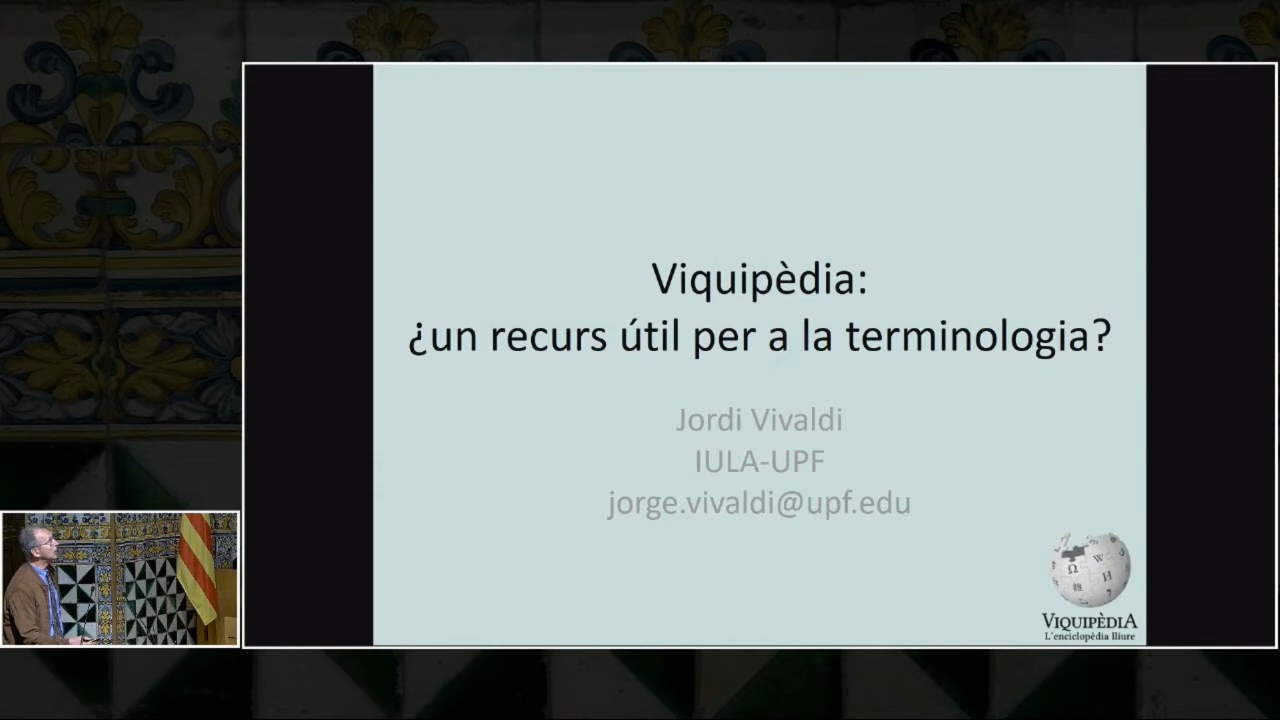 Viquipèdia:
¿un recurs útil per a la terminologia?
Jordi Vivaldi
IULA-UPF
jorge.vivaldi@upf.edu
Ω W И
VIQUIPÈDIA
L'enciclopèdia lliure